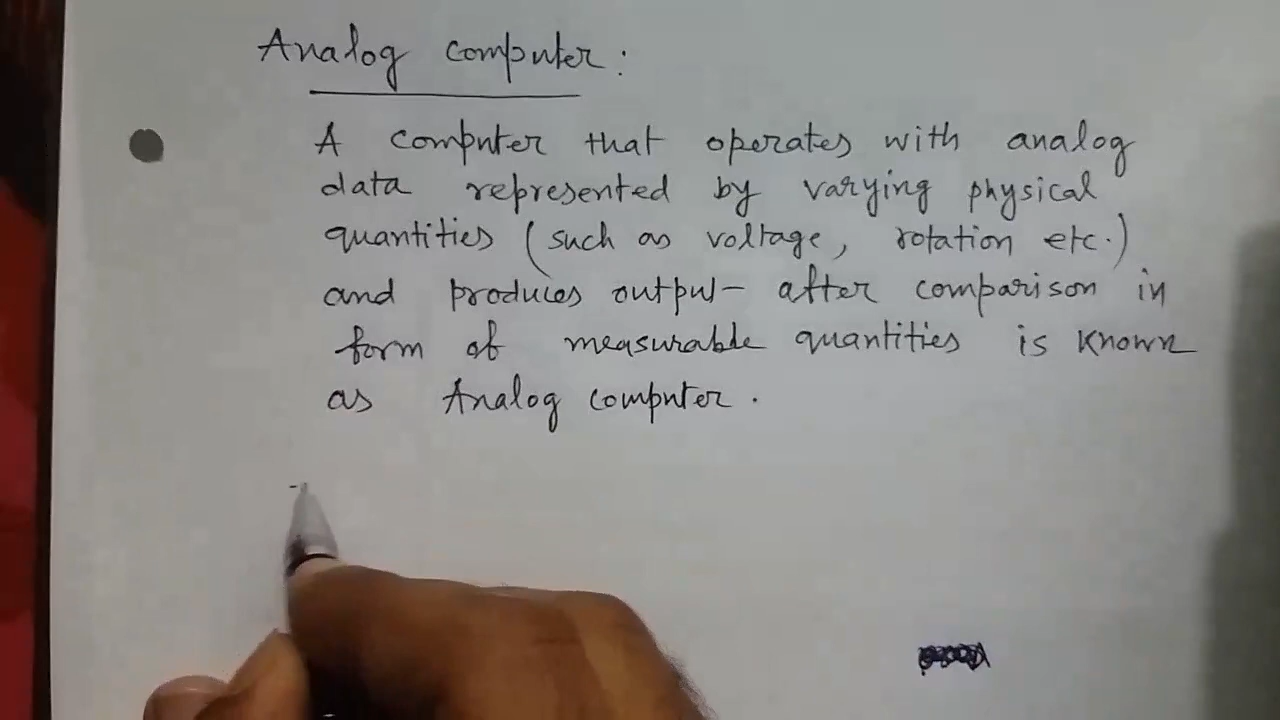 Analog computer:
A computer that operates with analog
data represented by varying physical
quantities (such as voltage, rotation etc.)
and produces output after comparison in
form of measurable quantities is known
as Analog computer.